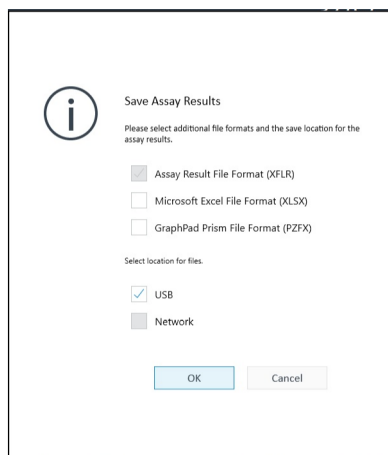 Save Assay Results
Please select additional file formats and the save location for the
assay results.
Assay Result File Format (XFLR)
Microsoft Excel File Format (XLSX)
GraphPad Prism File Format (PZFX)
Select location for files.
USB
Network
OK
Cancel